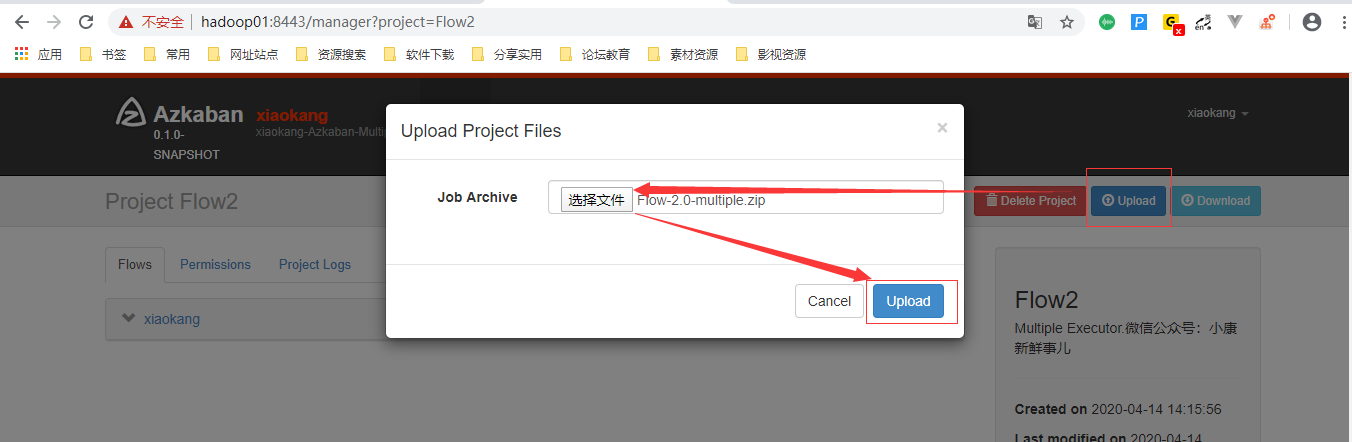 不安全 | hadoop01:8443/manager?project=Flow2
应用 书签 常用 网址站点 资源搜索 软件下载 分享实用 论坛教育 素材资源 影视资源
Azkaban xiaokang
0.1.0-
SNAPSHOT
xiaokang-Azkaban-Multip
xiaokang
Upload Project Files ×
Job Archive 选择文件 Flow-2.0-multiple.zip
Cancel Upload
Project Flow2
Delete Project Upload Download
Flows Permissions Project Logs
xiaokang
Flow2
Multiple Executor.微信公众号：小康
新鲜事儿
Created on 2020-04-14 14:15:56
Last modified on 2020-04-14